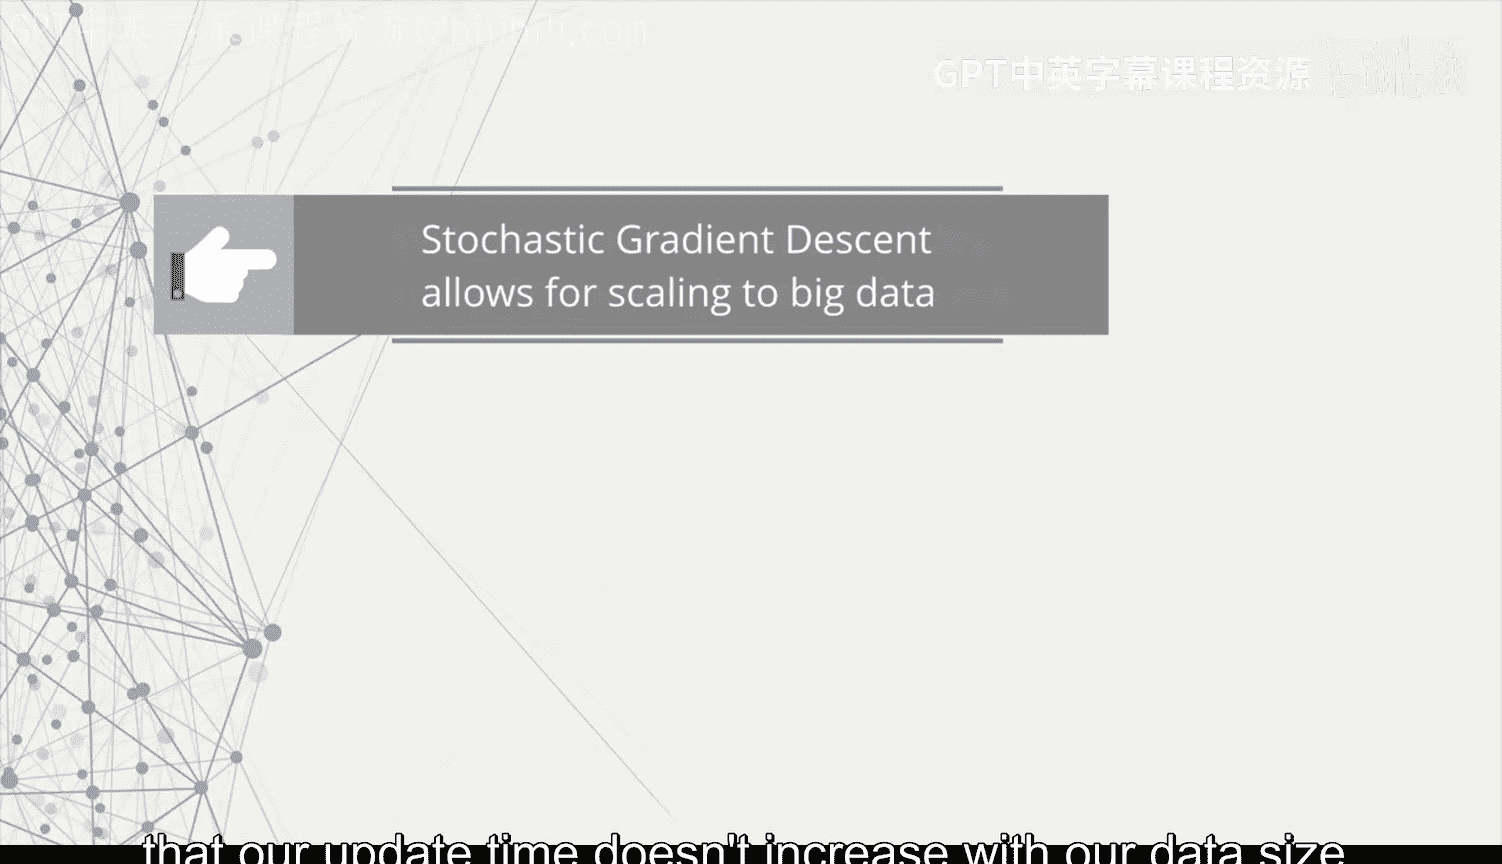 GPT中英字幕课程资源
Stochastic Gradient Descent
allows for scaling to big data
that our update time doesn't increase with our data size